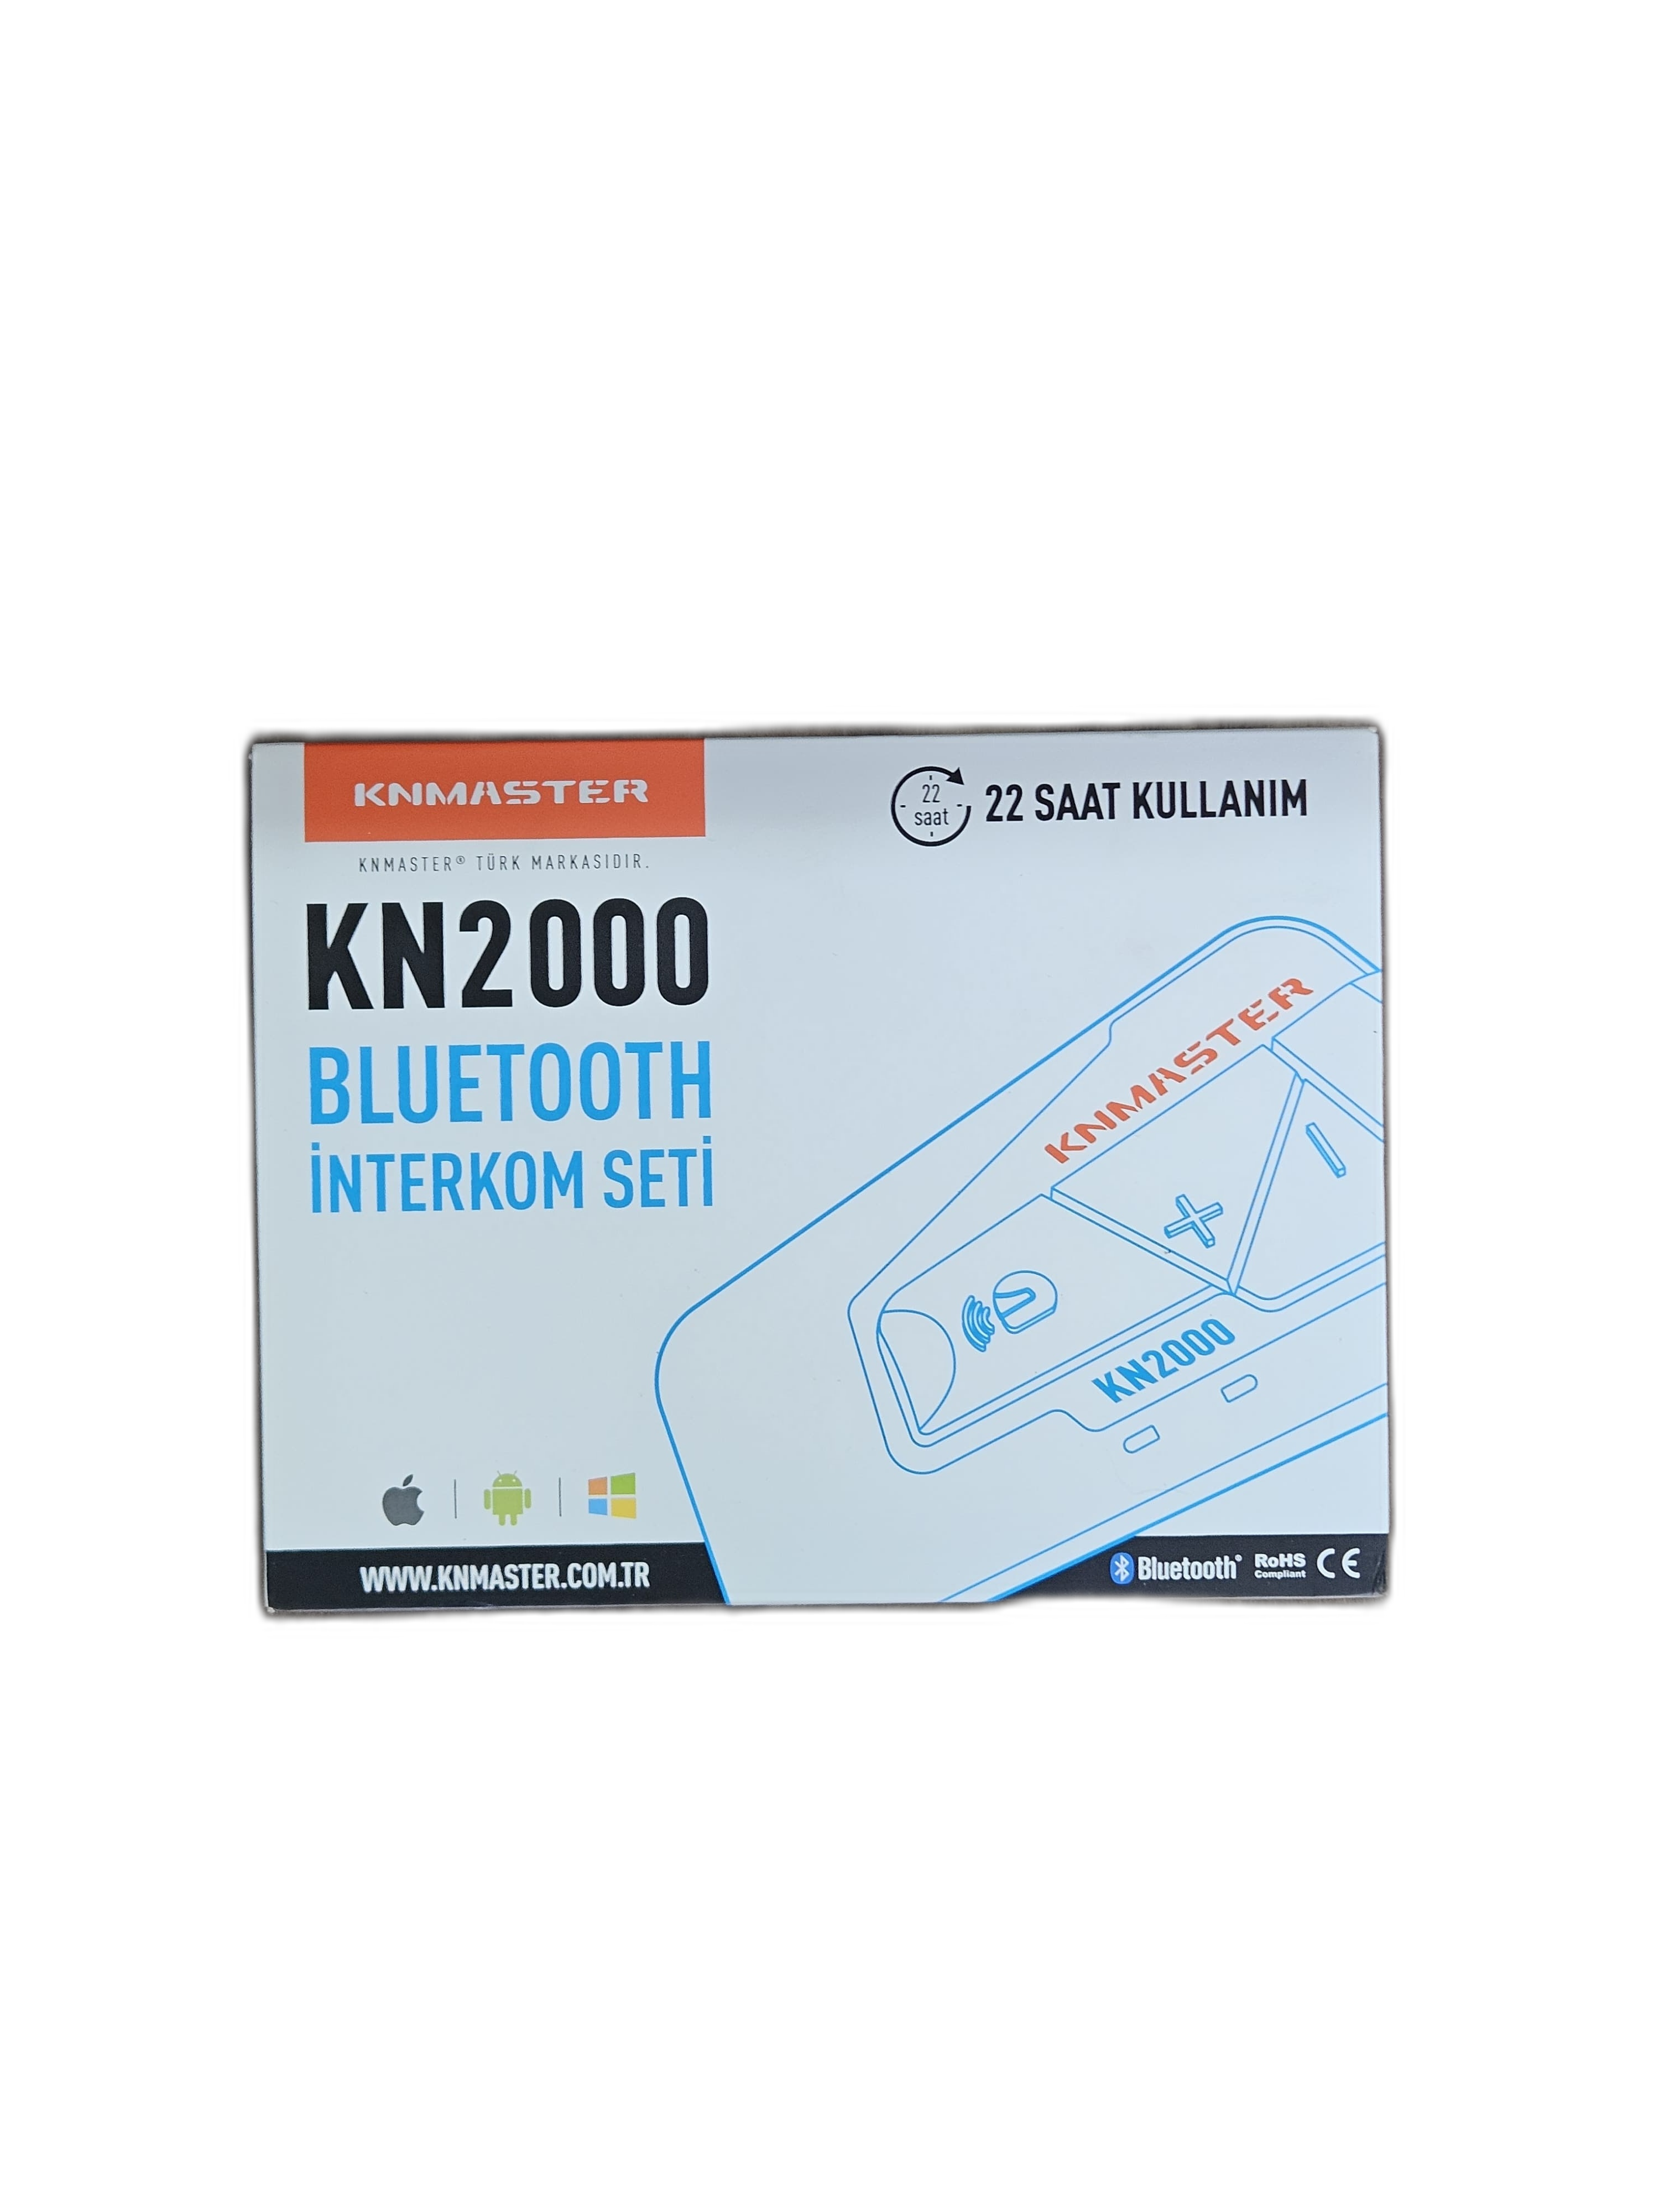 KNMASTER
KNMASTER® TÜRK MARKASIDIR.
22 saat
22 SAAT KULLANIM
KN2000
BLUETOOTH
İNTERKOM SETİ
KNMASTER
+
-
KN2000
WWW.KNMASTER.COM.TR
Bluetooth®
RoHS
Compliant
CE